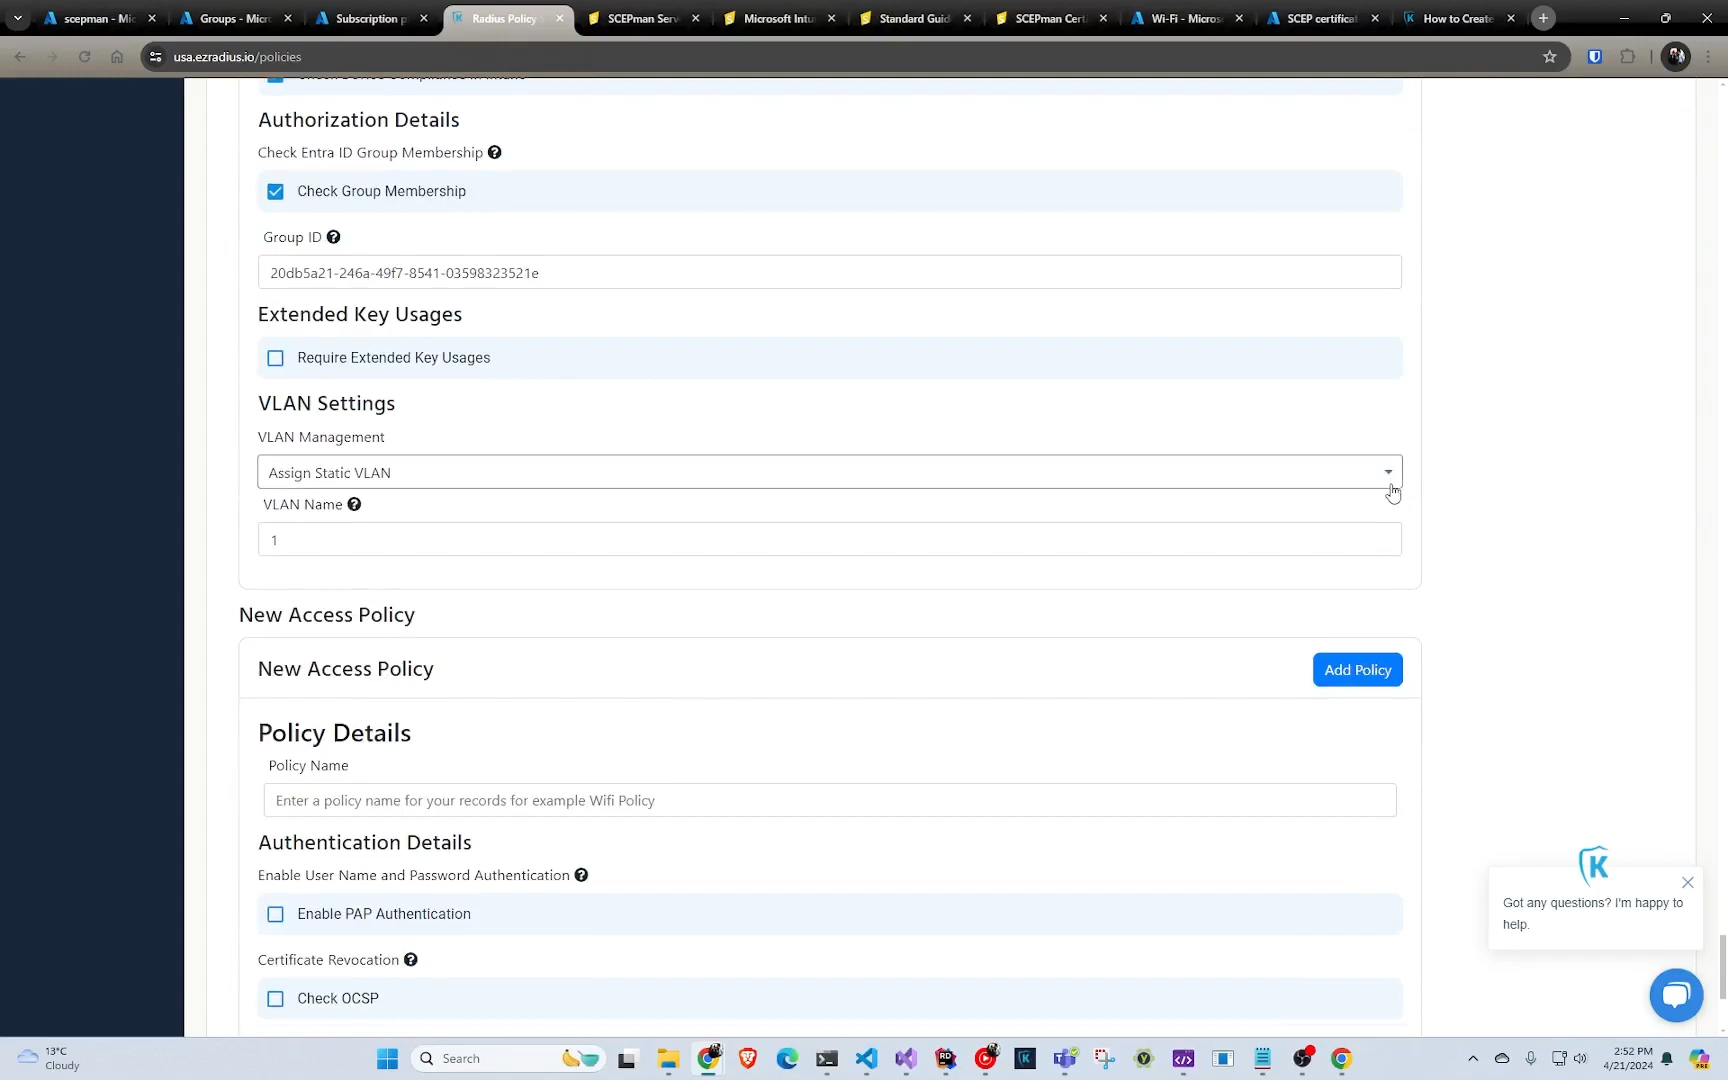 scepman - Mic
Groups - Micr
Subscription p
Radius Policy
SCEPman Serv
Microsoft Intu
Standard Guid
SCEPman Cert
Wi-Fi - Micros
SCEP certifica
How to Create
usa.ezradius.io/policies
Authorization Details
Check Entra ID Group Membership
Check Group Membership
Group ID
20db5a21-246a-49f7-8541-03598323521e
Extended Key Usages
Require Extended Key Usages
VLAN Settings
VLAN Management
Assign Static VLAN
VLAN Name
1
New Access Policy
New Access Policy
Add Policy
Policy Details
Policy Name
Enter a policy name for your records for example Wifi Policy
Authentication Details
Enable User Name and Password Authentication
Enable PAP Authentication
Certificate Revocation
Check OCSP
Got any questions? I'm happy to
help.
13°C
Cloudy
Search
2:52 PM
4/21/2024